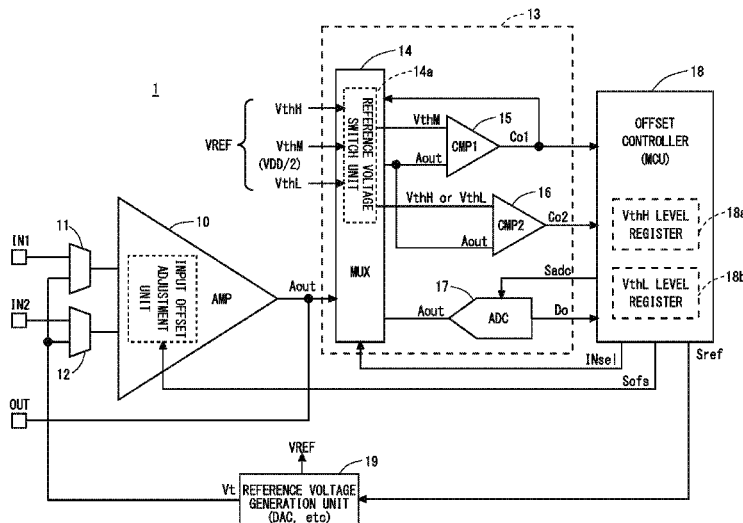 13
1
14
14a
18
VREF
VthH
VthM
(VDD/2)
VthL
REFERENCE VOLTAGE
SWITCH UNIT
MUX
VthM
Aout
15
CMP1
Co1
VthH or VthL
Aout
16
CMP2
Co2
OFFSET
CONTROLLER
(MCU)
VthH LEVEL
REGISTER
18a
VthL LEVEL
REGISTER
18b
11
IN1
IN2
12
10
INPUT OFFSET
ADJUSTMENT
UNIT
AMP
Aout
17
Aout
ADC
Sadc
Do
INsel
Sofs
Sref
OUT
VREF
19
Vt
REFERENCE VOLTAGE
GENERATION UNIT
(DAC, etc)